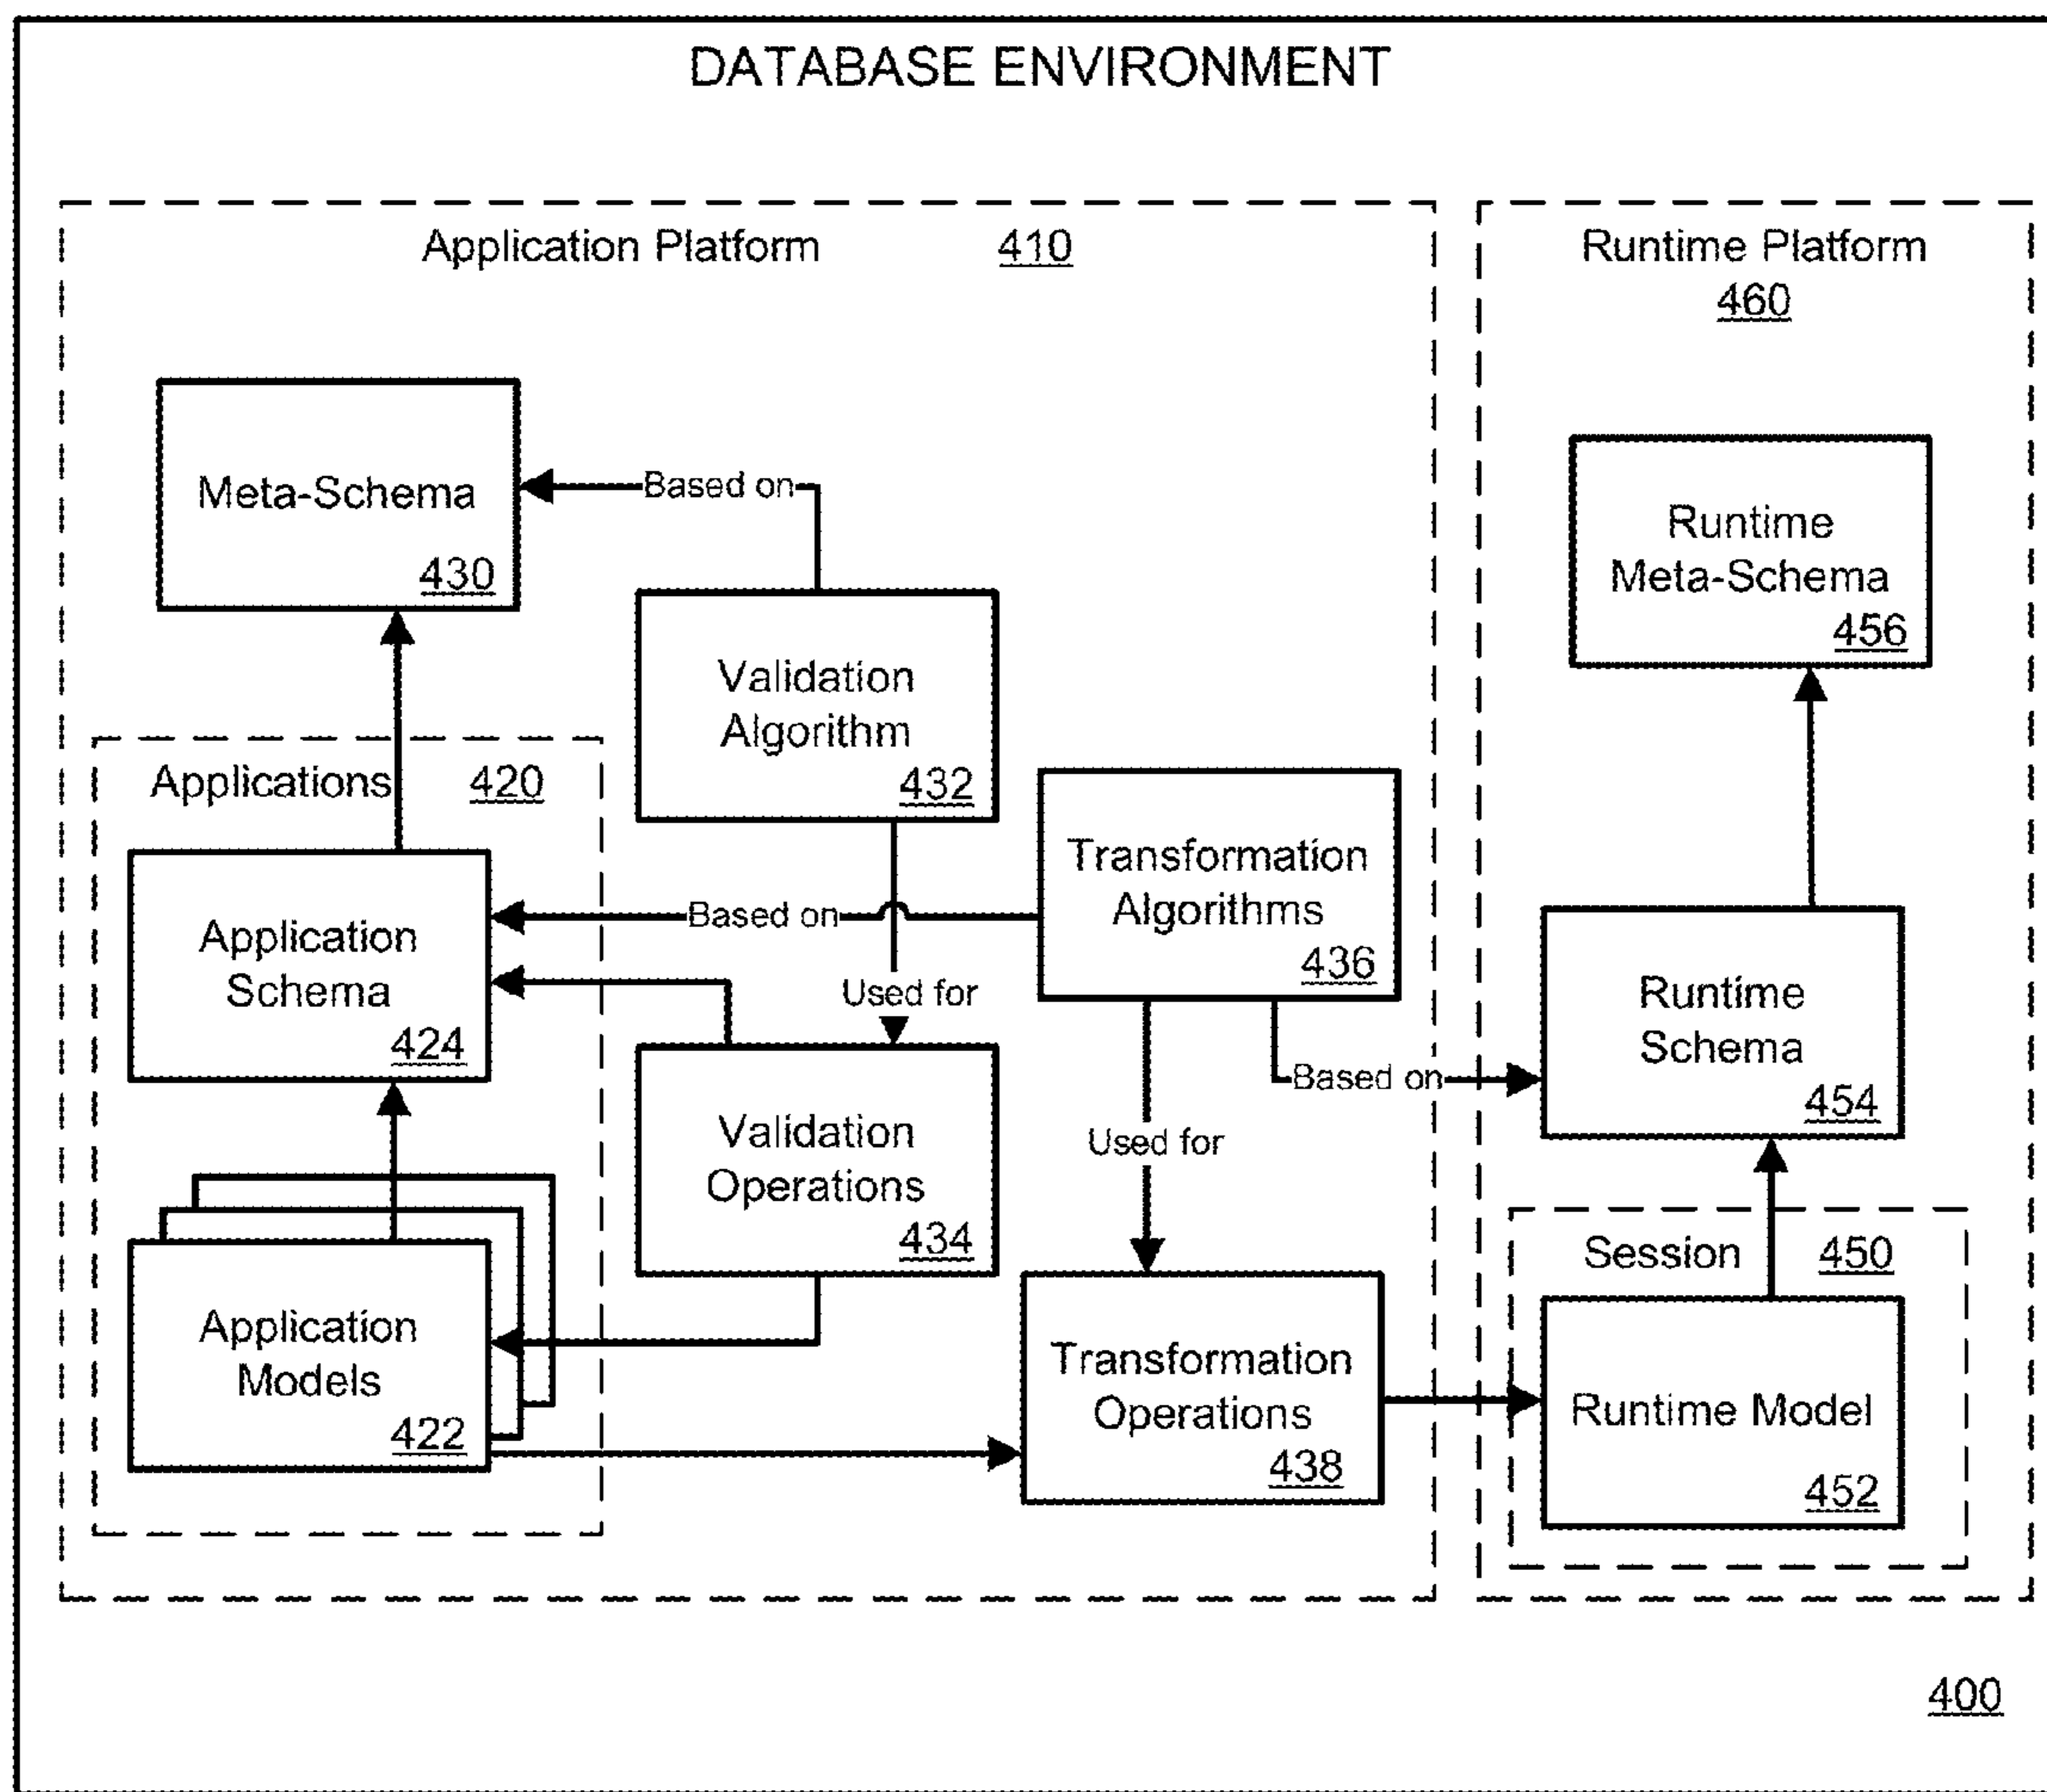 DATABASE ENVIRONMENT
Application Platform 410
Runtime Platform
460
Meta-Schema
430
Based on
Validation
Algorithm
432
Runtime
Meta-Schema
456
Applications 420
Application
Schema
424
Based on
Transformation
Algorithms
436
Used for
Runtime
Schema
454
Based on
Validation
Operations
434
Used for
Application
Models
422
Transformation
Operations
438
Session 450
Runtime Model
452
400